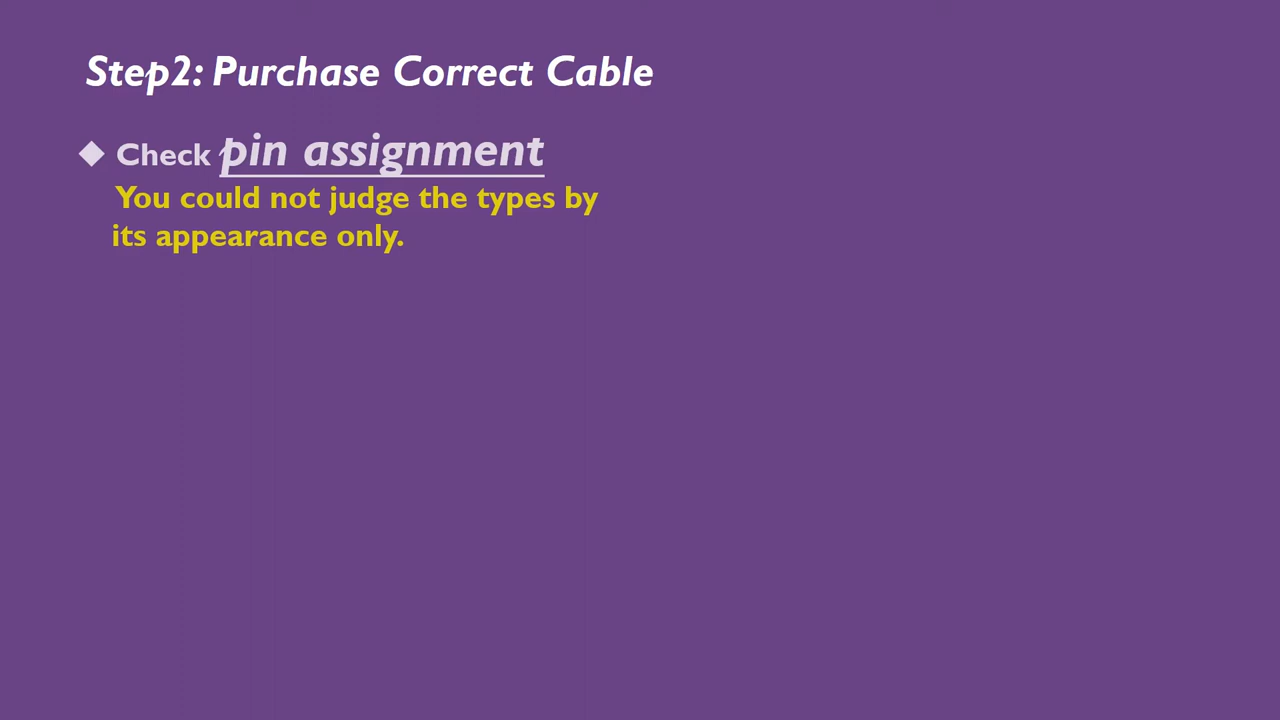 Step2: Purchase Correct Cable
◆ Check pin assignment
You could not judge the types by
its appearance only.